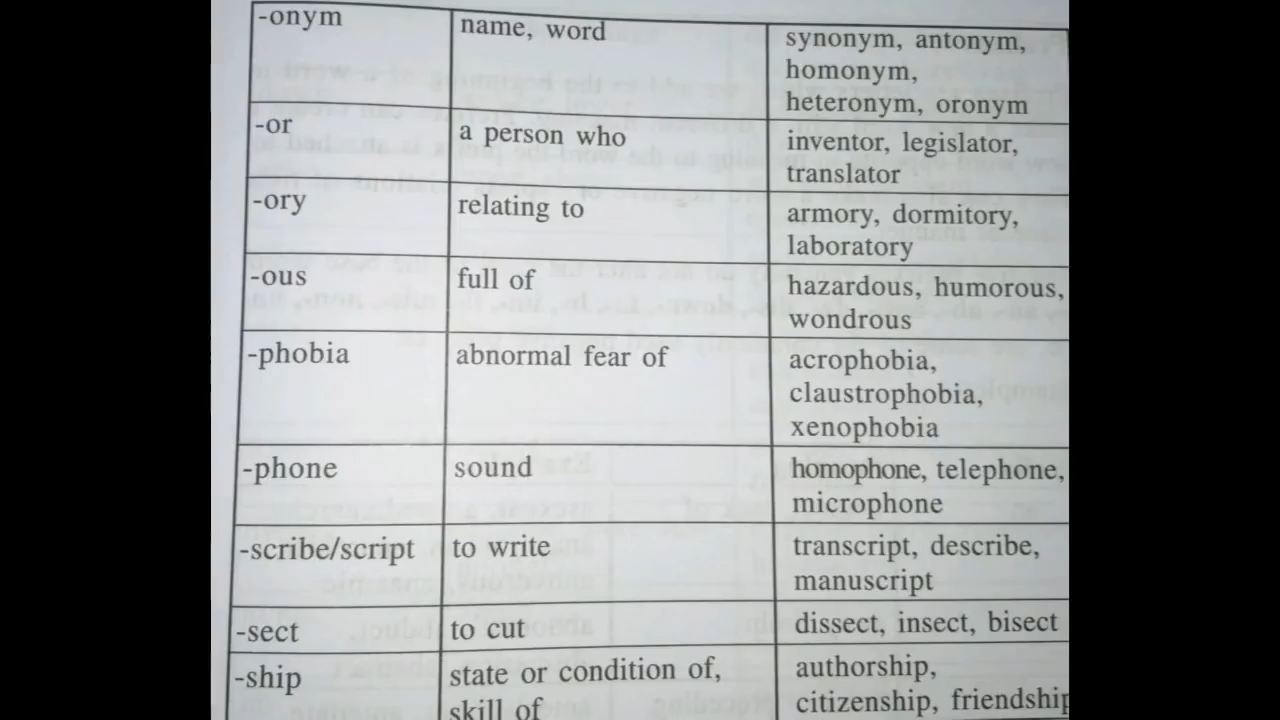 -onym name, word synonym, antonym,
homonym,
heteronym, oronym
-or a person who inventor, legislator,
translator
-ory relating to armory, dormitory,
laboratory
-ous full of hazardous, humorous,
wondrous
-phobia abnormal fear of acrophobia,
claustrophobia,
xenophobia
-phone sound homophone, telephone,
microphone
-scribe/script to write transcript, describe,
manuscript
-sect to cut dissect, insect, bisect
-ship state or condition of, authorship,
skill of citizenship, friendship